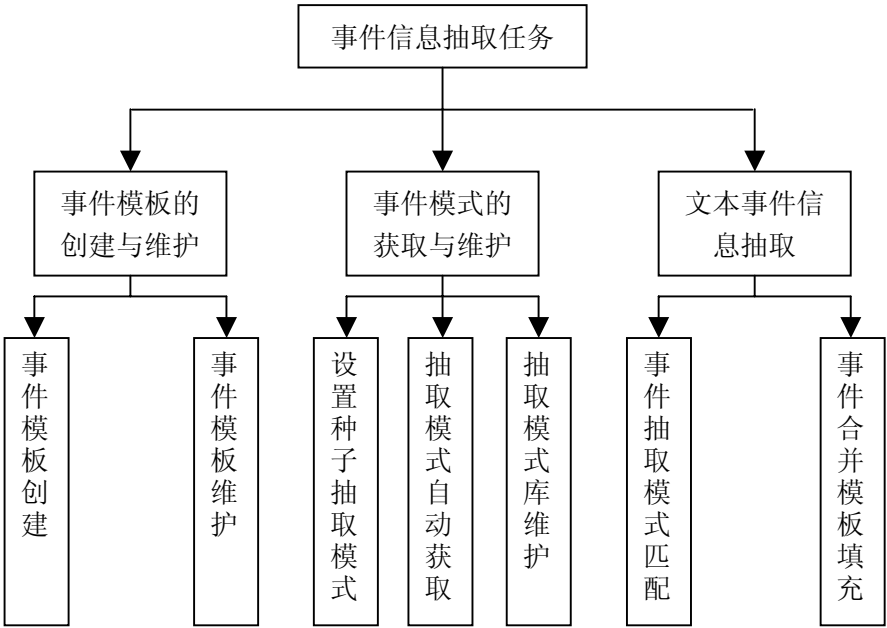 事件信息抽取任务
事件模板的
创建与维护
事件模式的
获取与维护
文本事件信
息抽取
事件模板创建
事件模板维护
设置种子抽取模式
抽取模式自动获取
抽取模式库维护
事件抽取模式匹配
事件合并模板填充